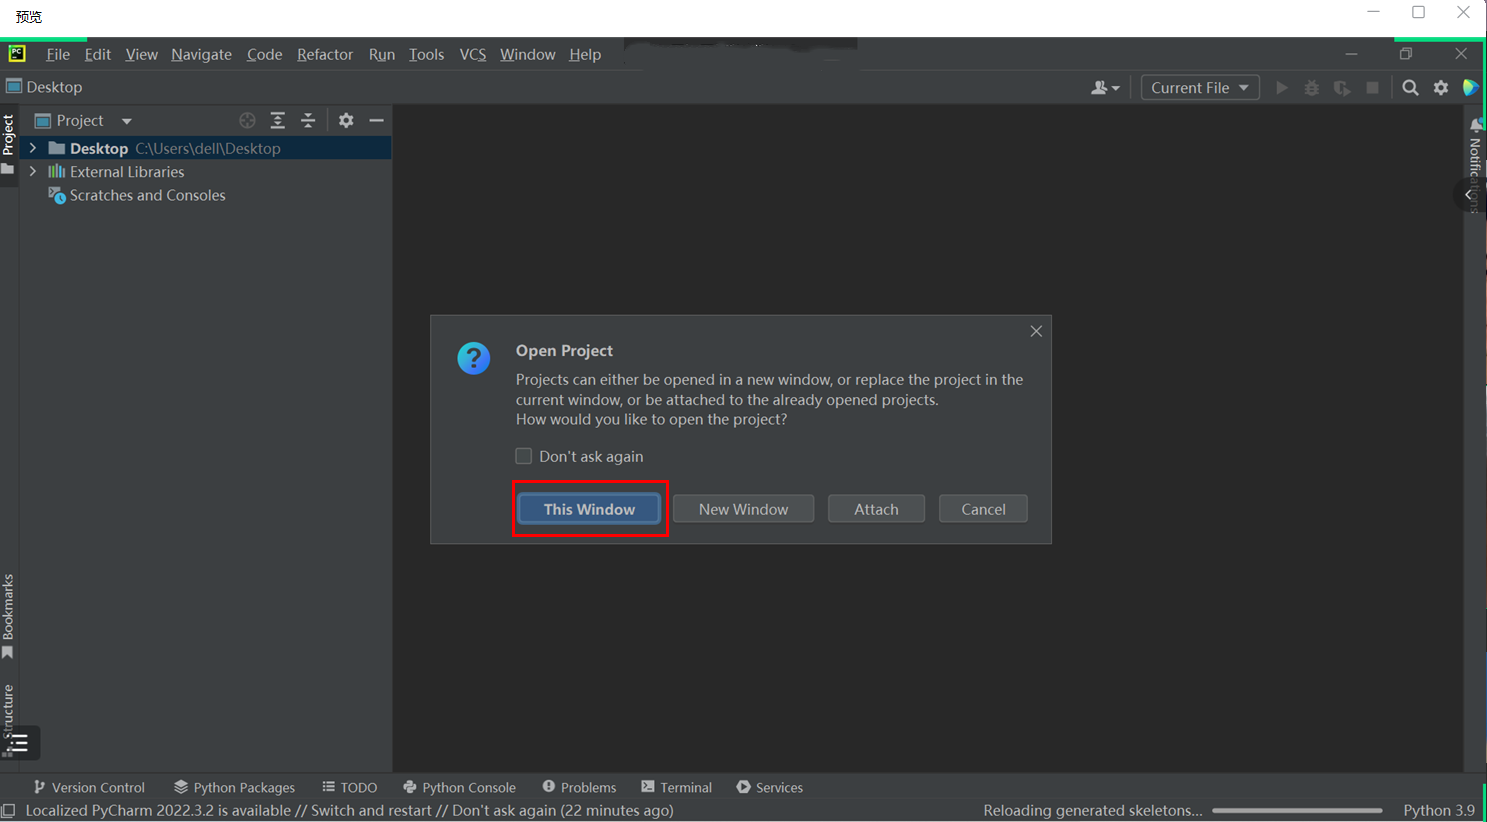 预览
PC
File Edit View Navigate Code Refactor Run Tools VCS Window Help
Desktop
Current File
Project
Project
Desktop C:\Users\dell\Desktop
External Libraries
Scratches and Consoles
Notifications
Open Project
Projects can either be opened in a new window, or replace the project in the
current window, or be attached to the already opened projects.
How would you like to open the project?
Don't ask again
This Window New Window Attach Cancel
Bookmarks
Structure
Version Control Python Packages TODO Python Console Problems Terminal Services
Localized PyCharm 2022.3.2 is available // Switch and restart // Don't ask again (22 minutes ago) Reloading generated skeletons... Python 3.9